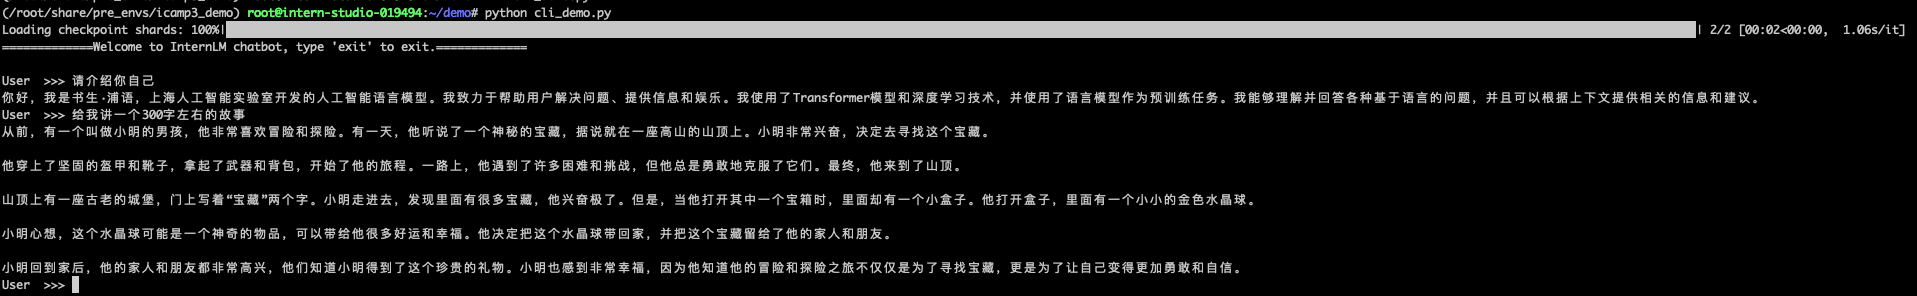 (/root/share/pre_envs/icamp3_demo) root@intern-studio-019494:~/demo# python cli_demo.py
Loading checkpoint shards: 100%| | 2/2 [00:02<00:00,  1.06s/it]
=============Welcome to InternLM chatbot, type 'exit' to exit.=============
User  >>> 请介绍你自己
你好，我是书生·浦语，上海人工智能实验室开发的人工智能语言模型。我致力于帮助用户解决问题、提供信息和娱乐。我使用了Transformer模型和深度学习技术，并使用了语言模型作为预训练任务。我能够理解并回答各种基于语言的问题，并且可以根据上下文提供相关的信息和建议。
User  >>> 给我讲一个300字左右的故事
从前，有一个叫做小明的男孩，他非常喜欢冒险和探险。有一天，他听说了一个神秘的宝藏，据说就在一座高山的山顶上。小明非常兴奋，决定去寻找这个宝藏。
他穿上了坚固的盔甲和靴子，拿起了武器和背包，开始了他的旅程。一路上，他遇到了许多困难和挑战，但他总是勇敢地克服了它们。最终，他来到了山顶。
山顶上有一座古老的城堡，门上写着“宝藏”两个字。小明走进去，发现里面有很多宝藏，他兴奋极了。但是，当他打开其中一个宝箱时，里面却有一个小盒子。他打开盒子，里面有一个小小的金色水晶球。
小明心想，这个水晶球可能是一个神奇的物品，可以带给他很多好运和幸福。他决定把这个水晶球带回家，并把这个宝藏留给了他的家人和朋友。
小明回到家后，他的家人和朋友都非常高兴，他们知道小明得到了这个珍贵的礼物。小明也感到非常幸福，因为他知道他的冒险和探险之旅不仅仅是为了寻找宝藏，更是为了让自己变得更加勇敢和自信。
User  >>>